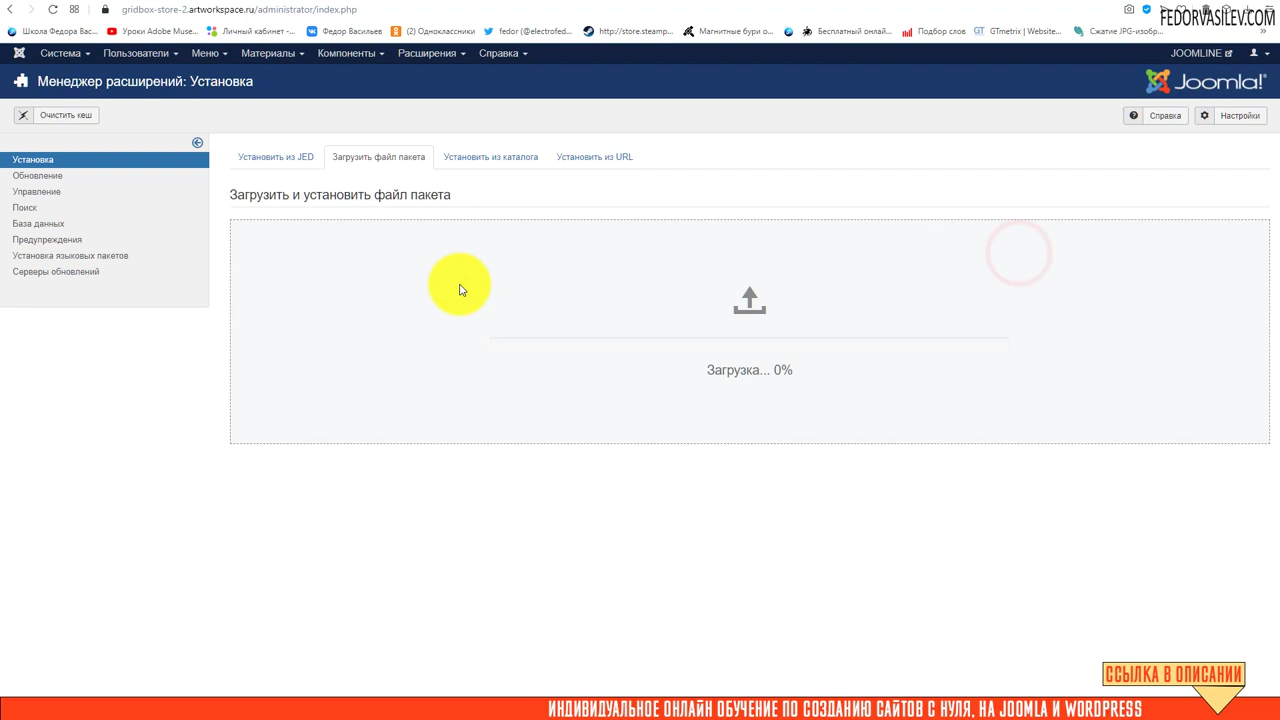 gridbox-store-2.artworkspace.ru/administrator/index.php
FEDORVASILEV.COM
Школа Федора Вас...
Уроки Adobe Muse...
Личный кабинет -...
Федор Васильев
(2) Одноклассники
fedor (@electrofed...
http://store.steamp...
Магнитные бури о...
Бесплатный онлай...
Подбор слов
GTmetrix | Website...
Сжатие JPG-изобр...
Система
Пользователи
Меню
Материалы
Компоненты
Расширения
Справка
JOOMLINE
Менеджер расширений: Установка
Joomla!
Очистить кеш
Справка
Настройки
Установка
Обновление
Управление
Поиск
База данных
Предупреждения
Установка языковых пакетов
Серверы обновлений
Установить из JED
Загрузить файл пакета
Установить из каталога
Установить из URL
Загрузить и установить файл пакета
Загрузка... 0%
ССЫЛКА В ОПИСАНИИ
ИНДИВИДУАЛЬНОЕ ОНЛАЙН ОБУЧЕНИЕ ПО СОЗДАНИЮ САЙТОВ С НУЛЯ, НА JOOMLA И WORDPRESS